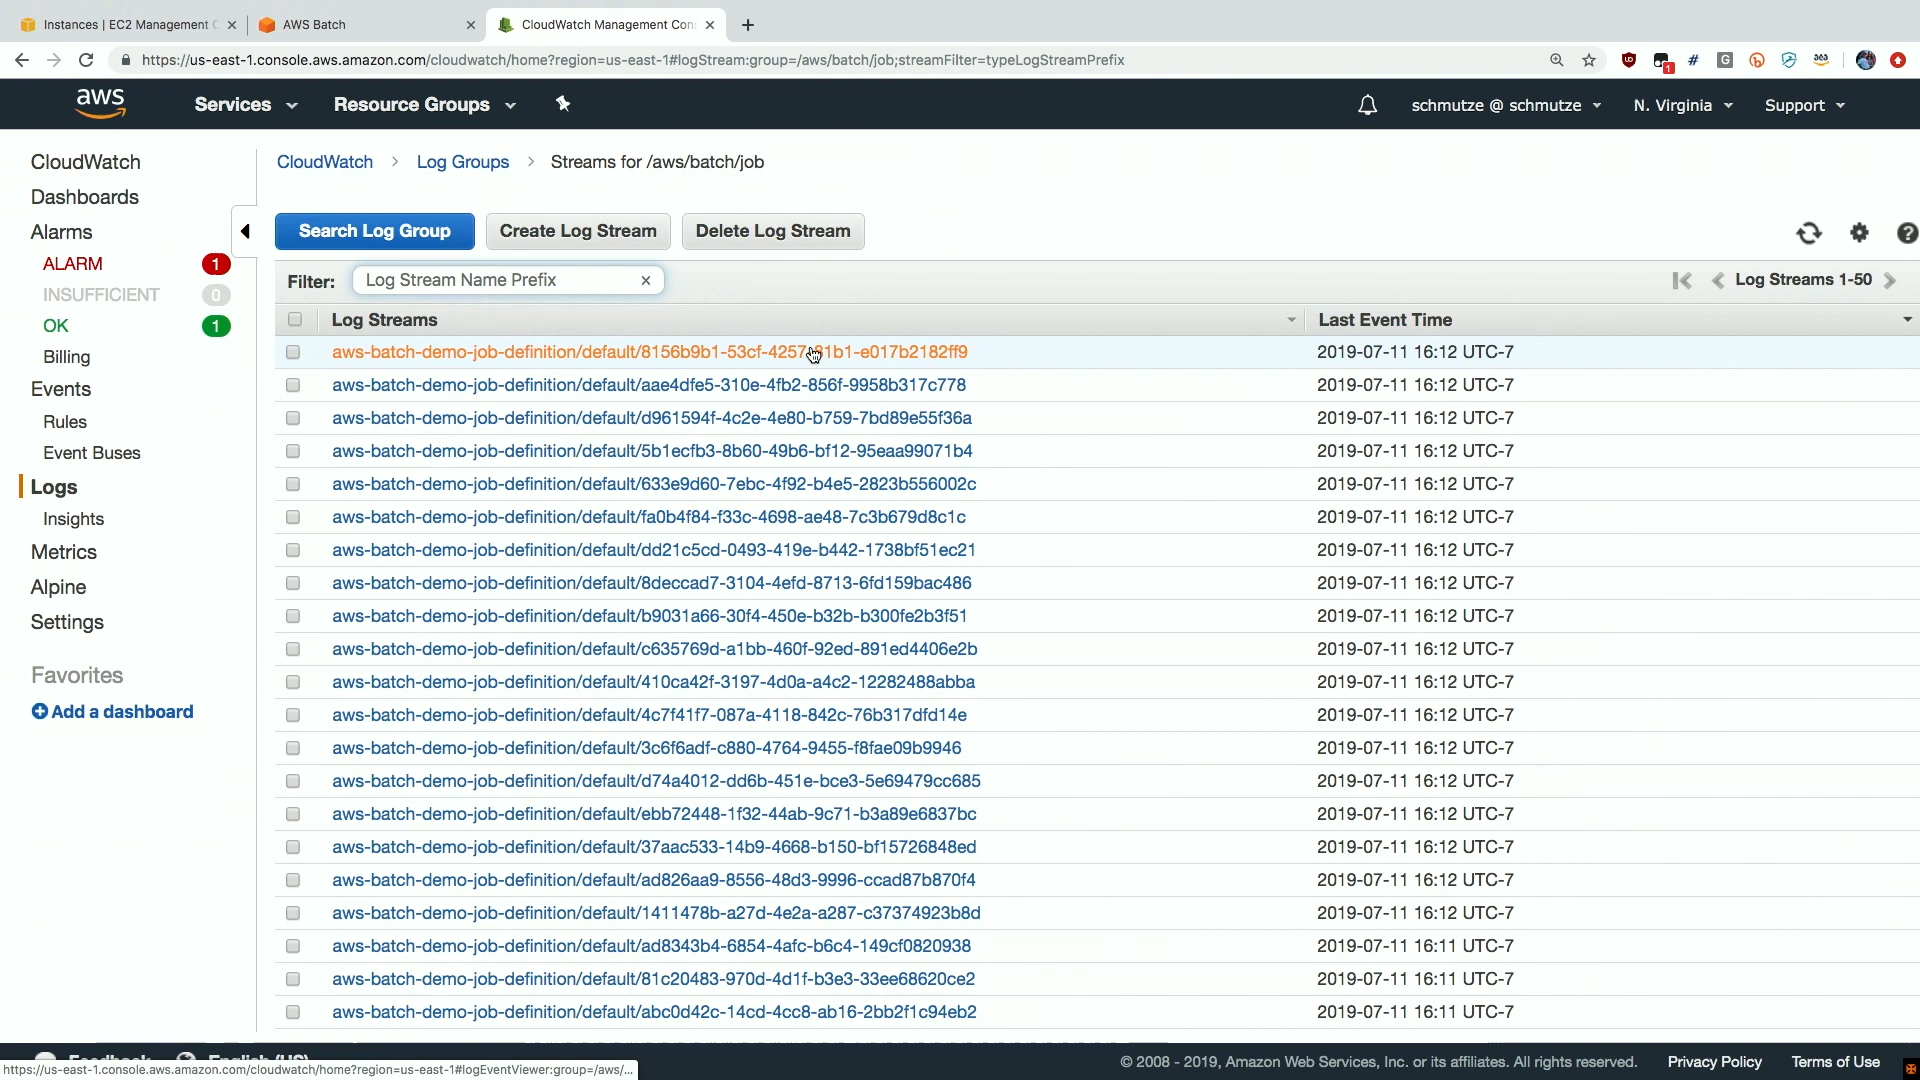 Instances | EC2 Management C
AWS Batch
CloudWatch Management Con
https://us-east-1.console.aws.amazon.com/cloudwatch/home?region=us-east-1#logStream:group=/aws/batch/job;streamFilter=typeLogStreamPrefix
aws
Services
Resource Groups
schmutze @ schmutze
N. Virginia
Support
CloudWatch
Dashboards
Alarms
ALARM 1
INSUFFICIENT 0
OK 1
Billing
Events
Rules
Event Buses
Logs
Insights
Metrics
Alpine
Settings
Favorites
Add a dashboard
CloudWatch > Log Groups > Streams for /aws/batch/job
Search Log Group
Create Log Stream
Delete Log Stream
Filter: Log Stream Name Prefix
Log Streams 1-50
Log Streams Last Event Time
aws-batch-demo-job-definition/default/8156b9b1-53cf-4257- 2019-07-11 16:12 UTC-7
aws-batch-demo-job-definition/default/aae4dfe5-310e-4fb2-856f-9958b317c778 2019-07-11 16:12 UTC-7
aws-batch-demo-job-definition/default/d961594f-4c2e-4e80-b759-7bd89e55f36a 2019-07-11 16:12 UTC-7
aws-batch-demo-job-definition/default/5b1ecfb3-8b60-49b6-bf12-95eaa99071b4 2019-07-11 16:12 UTC-7
aws-batch-demo-job-definition/default/633e9d60-7ebc-4f92-b4e5-2823b556002c 2019-07-11 16:12 UTC-7
aws-batch-demo-job-definition/default/fa0b4f84-f33c-4698-ae48-7c3b679d8c1c 2019-07-11 16:12 UTC-7
aws-batch-demo-job-definition/default/dd21c5cd-0493-419e-b442-1738bf51ec21 2019-07-11 16:12 UTC-7
aws-batch-demo-job-definition/default/8deccad7-3104-4efd-8713-6fd159bac486 2019-07-11 16:12 UTC-7
aws-batch-demo-job-definition/default/b9031a66-30f4-450e-b32b-b300fe2b3f51 2019-07-11 16:12 UTC-7
aws-batch-demo-job-definition/default/c635769d-a1bb-460f-92ed-891ed4406e2b 2019-07-11 16:12 UTC-7
aws-batch-demo-job-definition/default/410ca42f-3197-4d0a-a4c2-12282488abba 2019-07-11 16:12 UTC-7
aws-batch-demo-job-definition/default/4c7f41f7-087a-4118-842c-76b317dfd14e 2019-07-11 16:12 UTC-7
aws-batch-demo-job-definition/default/3c6f6adf-c880-4764-9455-f8fae09b9946 2019-07-11 16:12 UTC-7
aws-batch-demo-job-definition/default/d74a4012-dd6b-451e-bce3-5e69479cc685 2019-07-11 16:12 UTC-7
aws-batch-demo-job-definition/default/ebb72448-1f32-44ab-9c71-b3a89e6837bc 2019-07-11 16:12 UTC-7
aws-batch-demo-job-definition/default/37aac533-14b9-4668-b150-bf15726848ed 2019-07-11 16:12 UTC-7
aws-batch-demo-job-definition/default/ad826aa9-8556-48d3-9996-ccad87b870f4 2019-07-11 16:12 UTC-7
aws-batch-demo-job-definition/default/1411478b-a27d-4e2a-a287-c37374923b8d 2019-07-11 16:12 UTC-7
aws-batch-demo-job-definition/default/ad8343b4-6854-4afc-b6c4-149cf0820938 2019-07-11 16:11 UTC-7
aws-batch-demo-job-definition/default/81c20483-970d-4d1f-b3e3-33ee68620ce2 2019-07-11 16:11 UTC-7
aws-batch-demo-job-definition/default/abc0d42c-14cd-4cc8-ab16-2bb2f1c94eb2 2019-07-11 16:11 UTC-7
Feedback English (US)
© 2008 - 2019, Amazon Web Services, Inc. or its affiliates. All rights reserved. Privacy Policy Terms of Use
https://us-east-1.console.aws.amazon.com/cloudwatch/home?region=us-east-1#logEventViewer:group=/aws/...